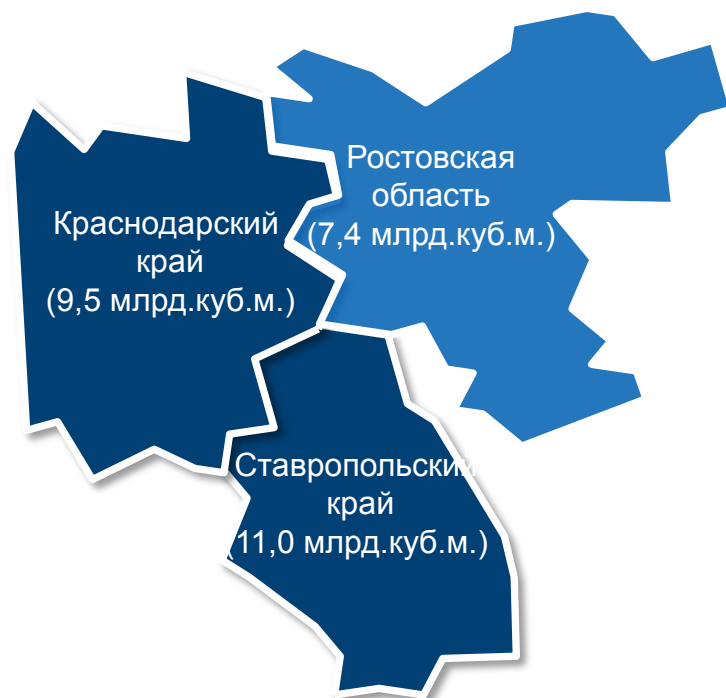 Ростовская
область
(7,4 млрд.куб.м.)
Краснодарский
край
(9,5 млрд.куб.м.)
Ставропольский
край
(11,0 млрд.куб.м.)